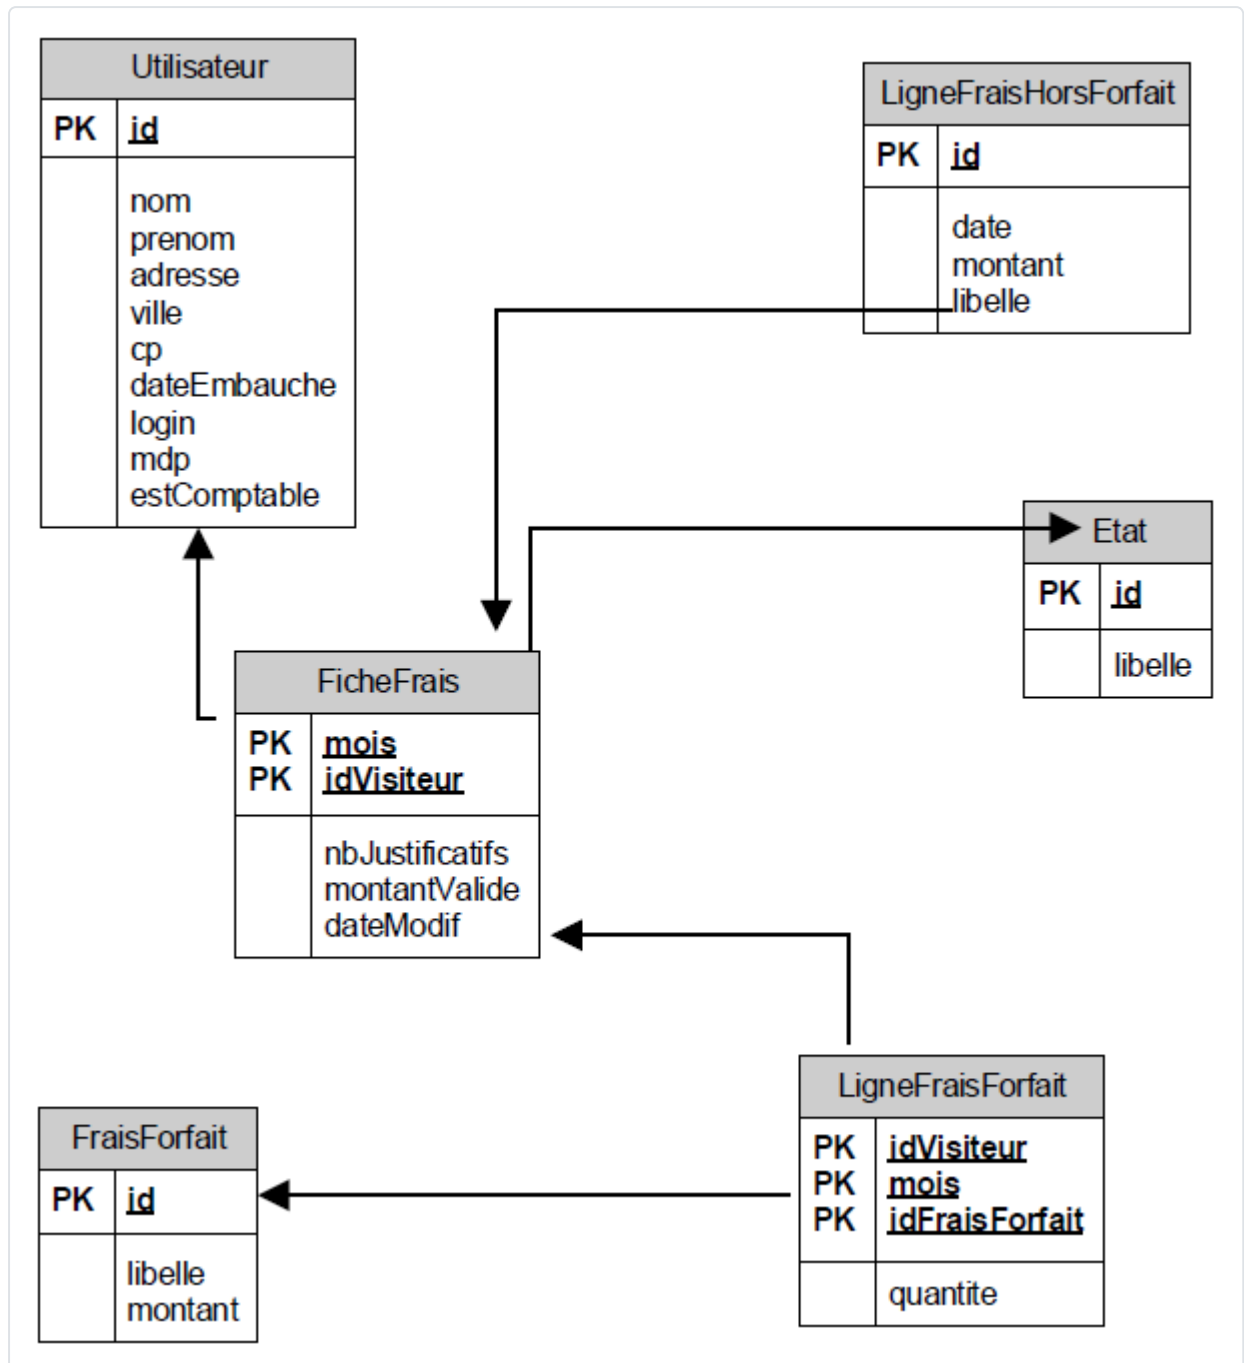 Utilisateur
PK id
nom
prenom
adresse
ville
cp
dateEmbauche
login
mdp
estComptable
LigneFraisHorsForfait
PK id
date
montant
libelle
Etat
PK id
libelle
FicheFrais
PK mois
PK idVisiteur
nbJustificatifs
montantValide
dateModif
LigneFraisForfait
PK idVisiteur
PK mois
PK idFraisForfait
quantite
FraisForfait
PK id
libelle
montant